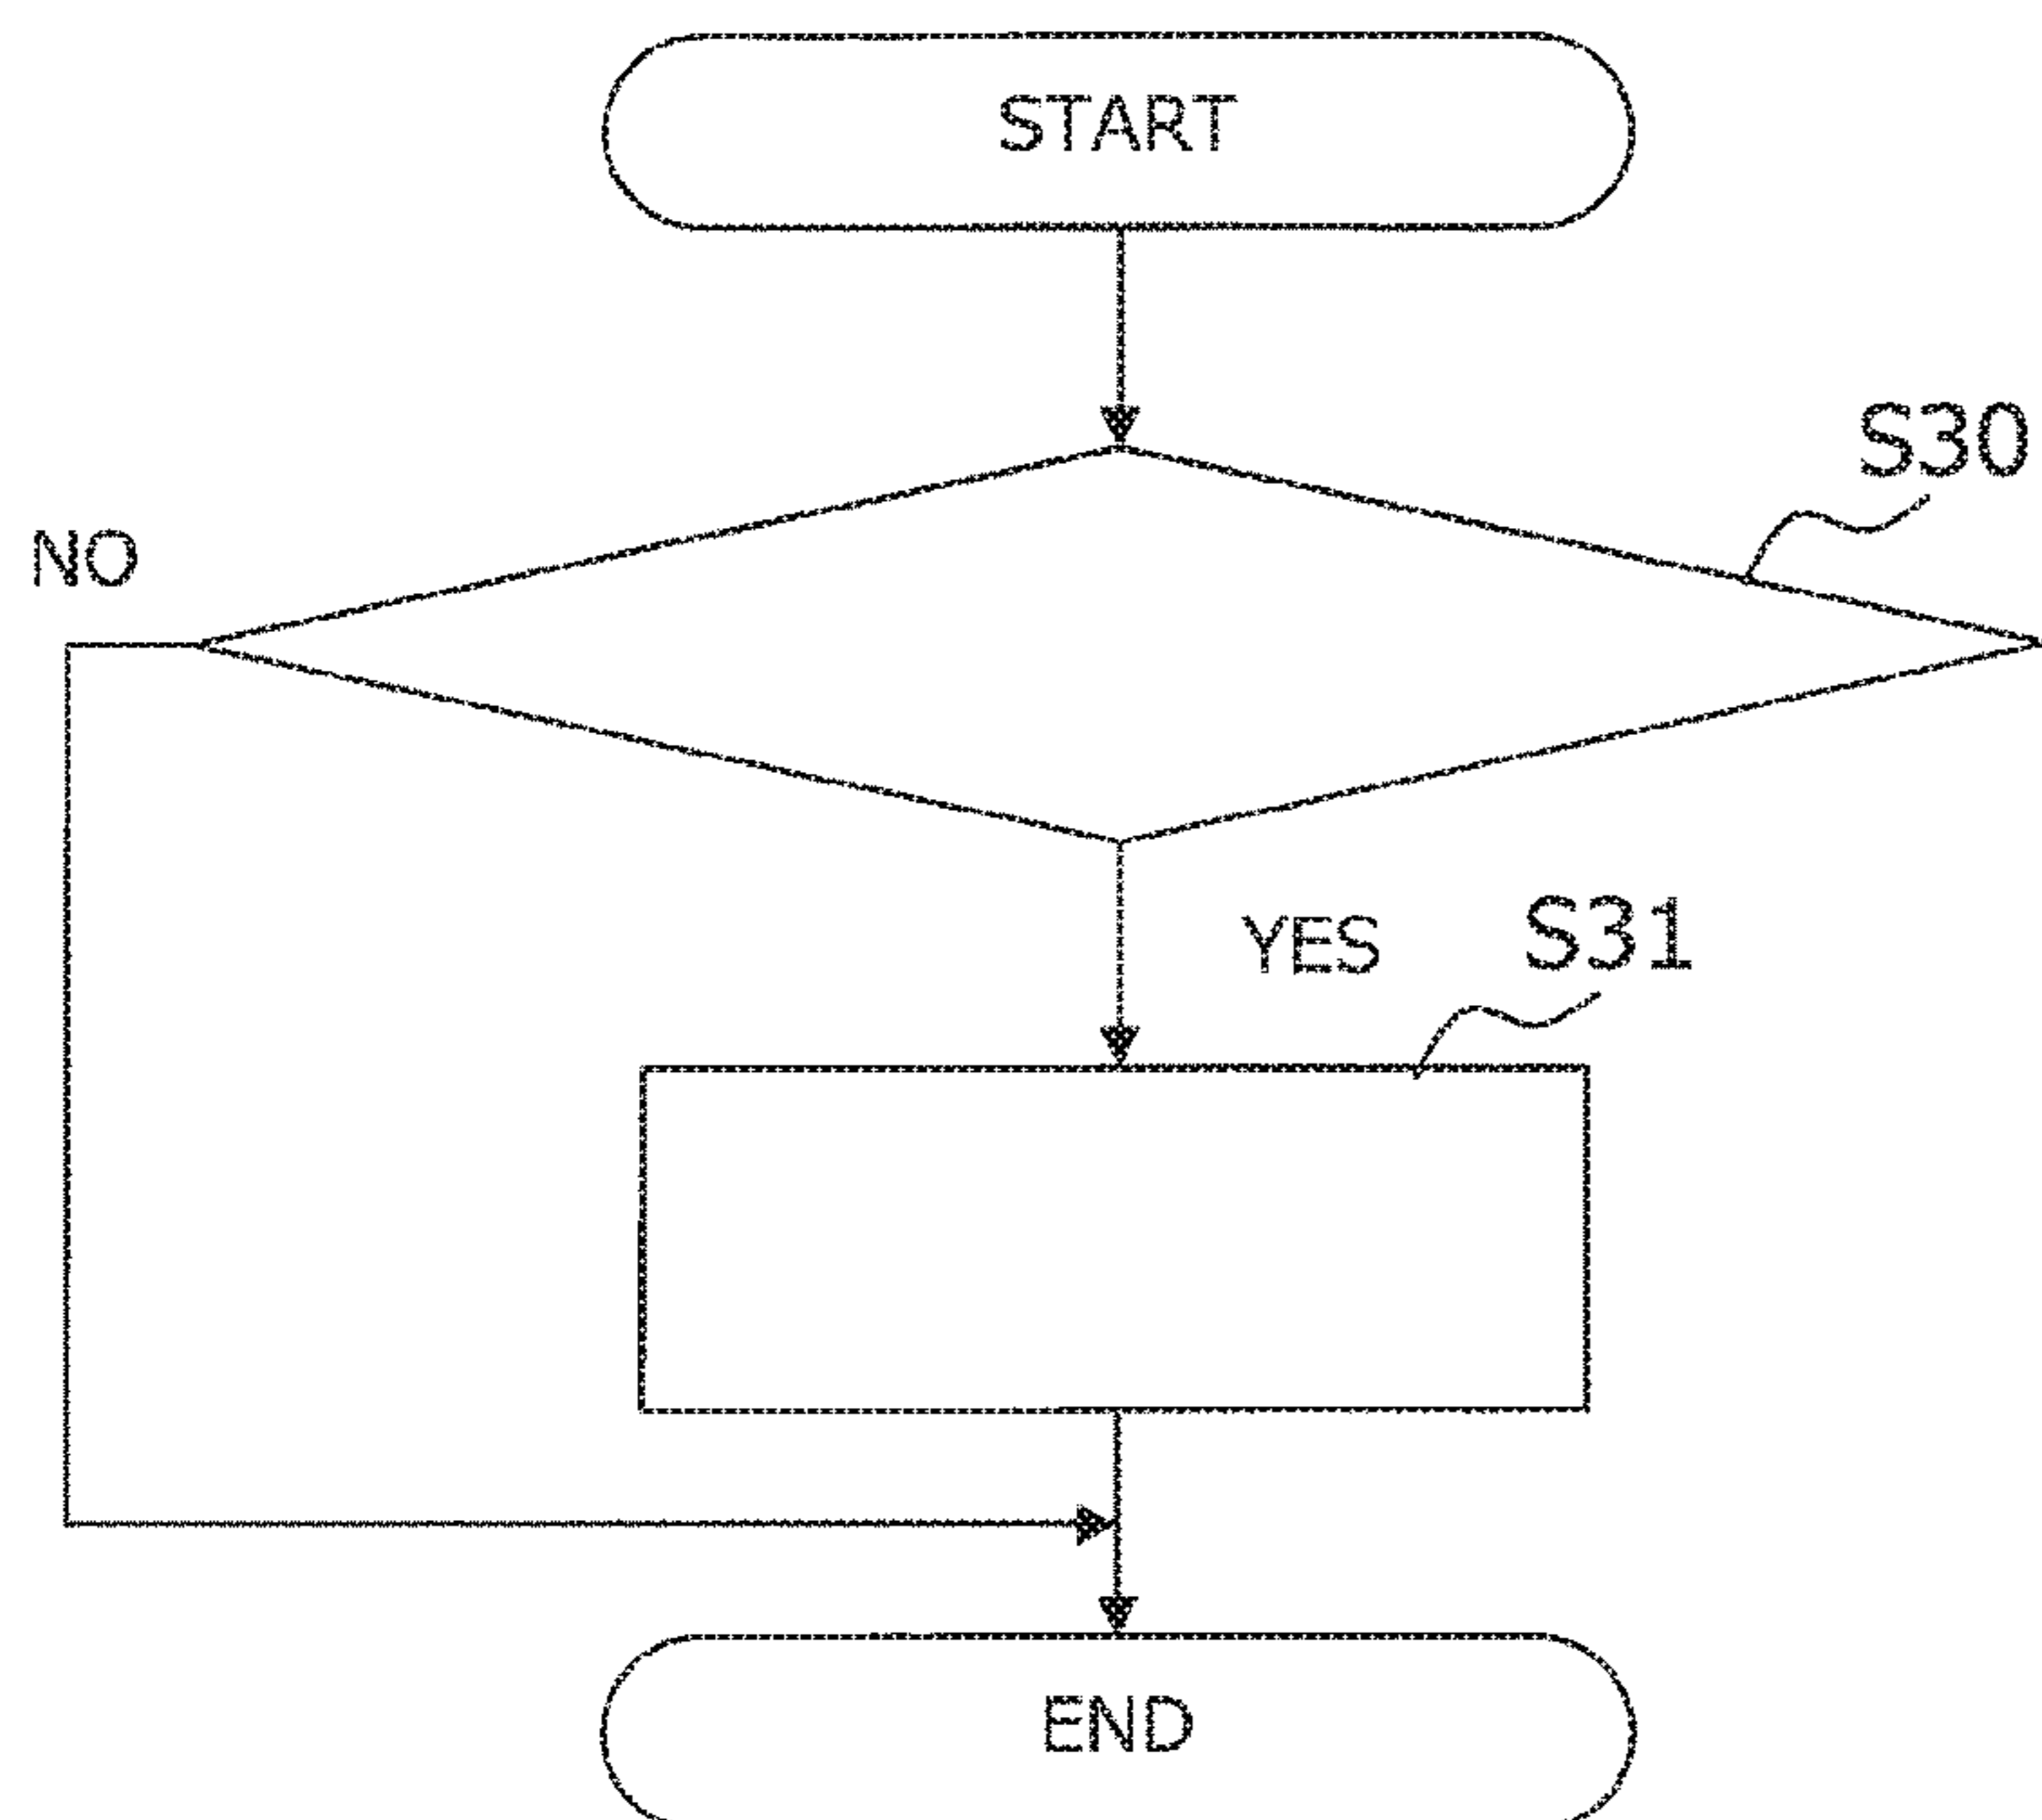 START
S30
NO
YES
S31
END